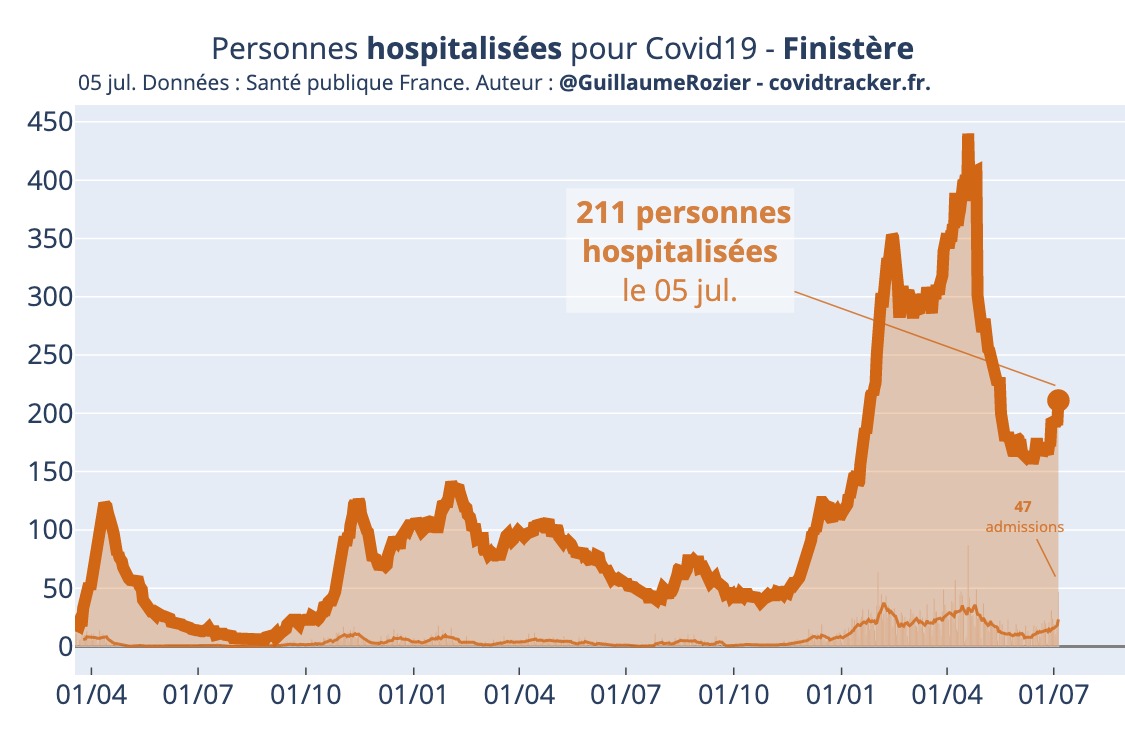 Personnes hospitalisées pour Covid19 - Finistère
05 jul. Données : Santé publique France. Auteur : @GuillaumeRozier - covidtracker.fr.
450
400
350
300
250
200
150
100
50
0
211 personnes
hospitalisées
le 05 jul.
47
admissions
01/04 01/07 01/10 01/01 01/04 01/07 01/10 01/01 01/04 01/07